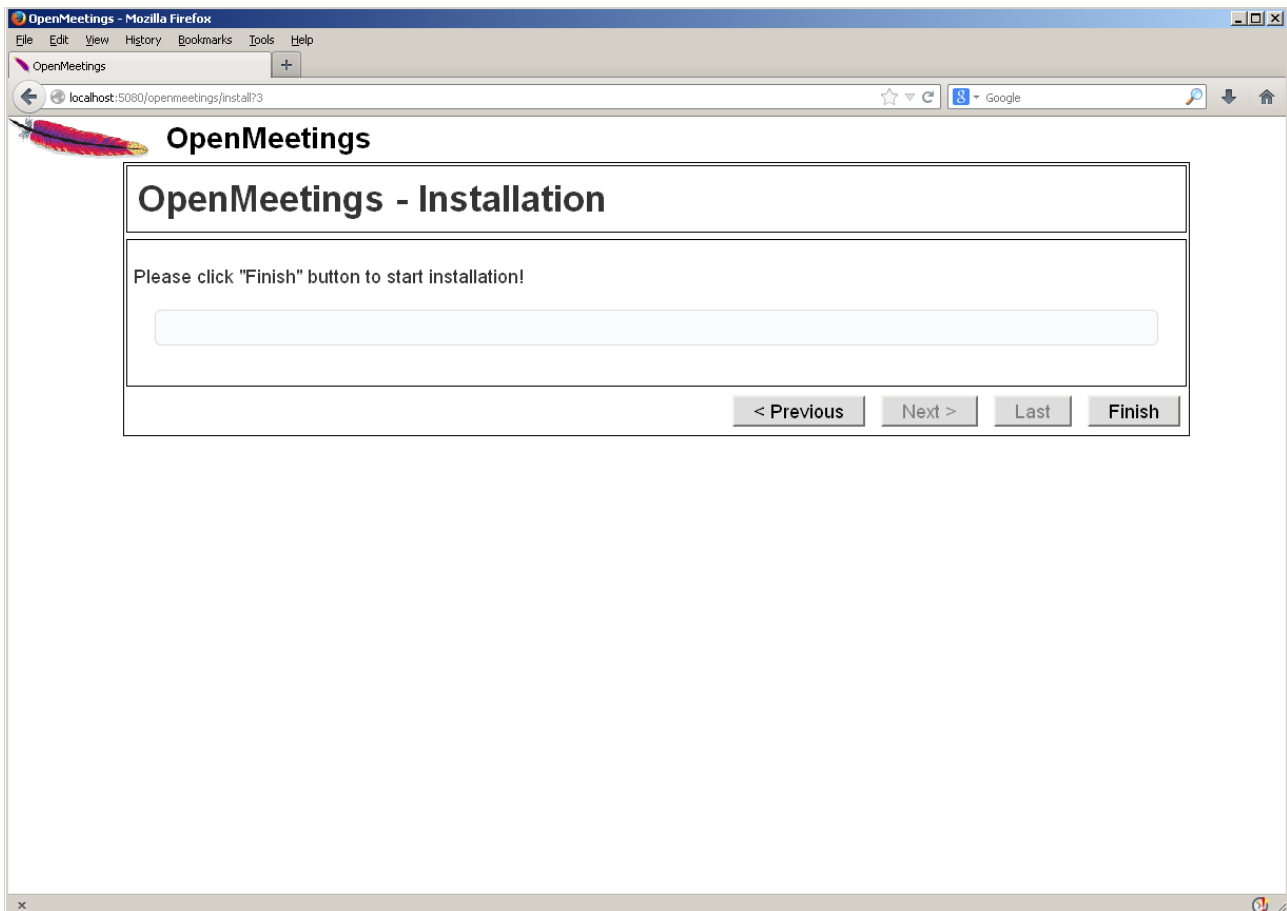 OpenMeetings - Mozilla Firefox
File Edit View History Bookmarks Tools Help
OpenMeetings +
localhost:5080/openmeetings/install?3 8 Google
OpenMeetings
OpenMeetings - Installation
Please click "Finish" button to start installation!
< Previous Next > Last Finish
x